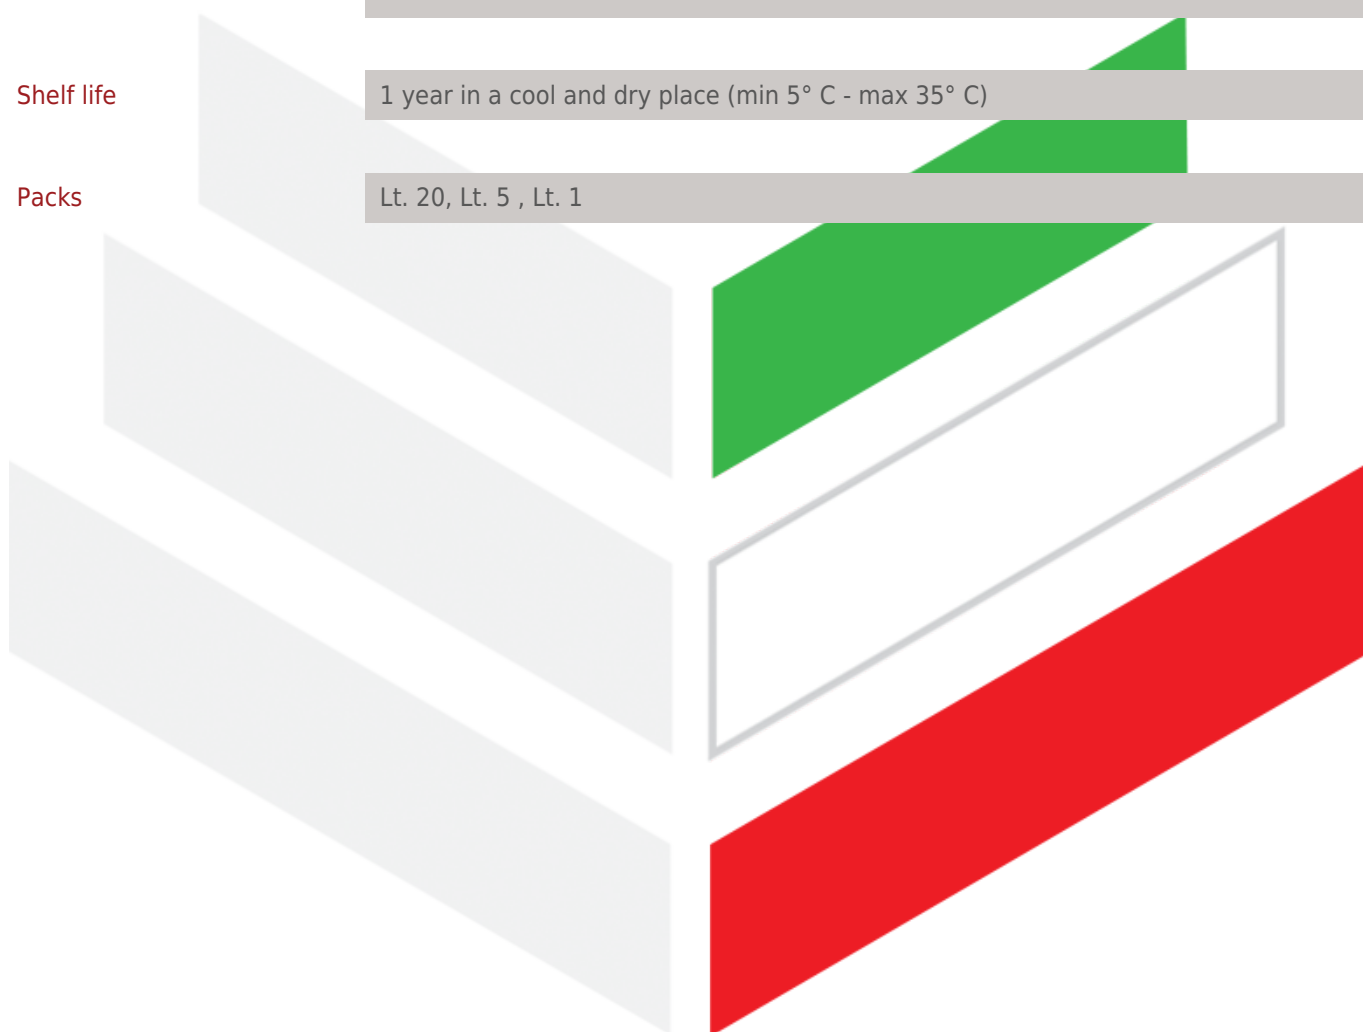 Shelf life
1 year in a cool and dry place (min 5° C - max 35° C)
Packs
Lt. 20, Lt. 5 , Lt. 1